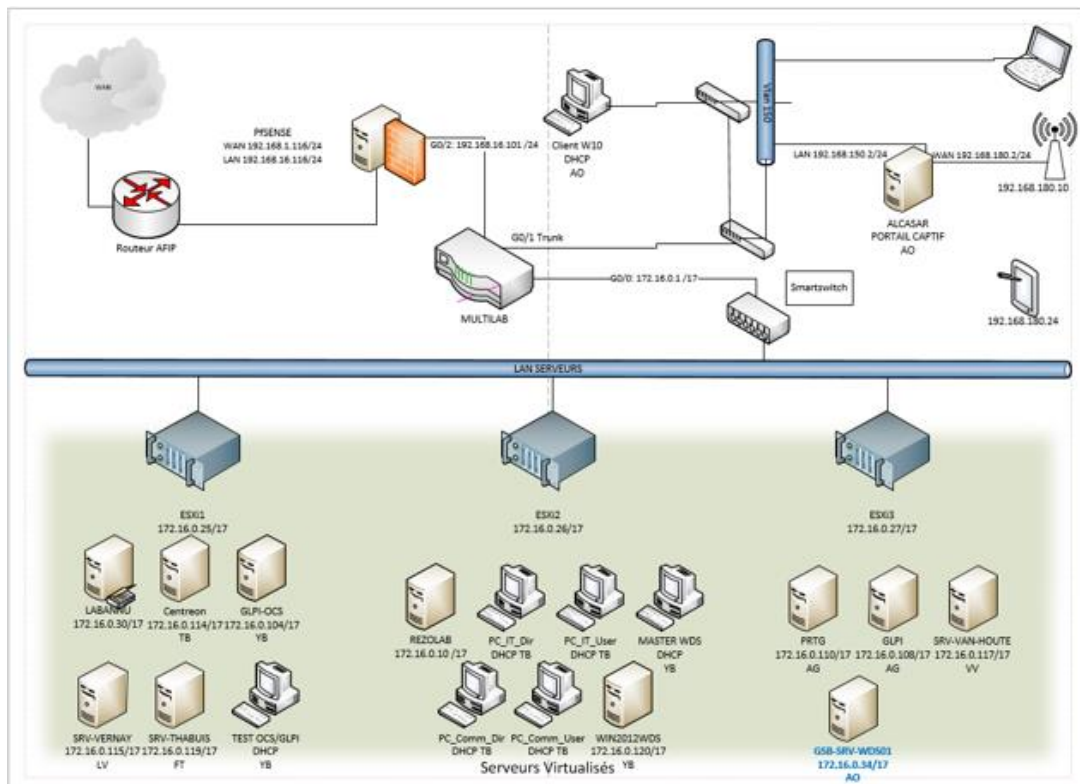 WAN
PfSENSE
WAN 192.168.1.116/24
LAN 192.168.16.116/24
G0/2: 192.168.16.101 /24
Routeur AFIP
MULTILAB
G0/1 Trunk
G0/0: 172.16.0.1 /17
Client W10
DHCP
AO
Vlan 150
LAN 192.168.150.2/24
WAN 192.168.180.2/24
192.168.180.10
ALCASAR
PORTAIL CAPTIF
AO
Smartswitch
192.168.180.24
LAN SERVEURS
ESXi1
172.16.0.25/17
ESXi2
172.16.0.26/17
ESXi3
172.16.0.27/17
LABANNU
172.16.0.30/17
Centreon
172.16.0.114/17
TB
GLPI-OCS
172.16.0.104/17
YB
REZOLAB
172.16.0.10 /17
PC_IT_Dir
DHCP TB
PC_IT_User
DHCP TB
MASTER WDS
DHCP
YB
PRTG
172.16.0.110/17
AG
GLPI
172.16.0.108/17
AG
SRV-VAN-HOUTE
172.16.0.117/17
VV
SRV-VERNAY
172.16.0.115/17
LV
SRV-THABUIS
172.16.0.119/17
FT
TEST OCS/GLPI
DHCP
YB
PC_Comm_Dir
DHCP TB
PC_Comm_User
DHCP TB
WIN2012WDS
172.16.0.120/17
YB
GSB-SRV-WDS01
172.16.0.34/17
AO
Serveurs Virtualisés